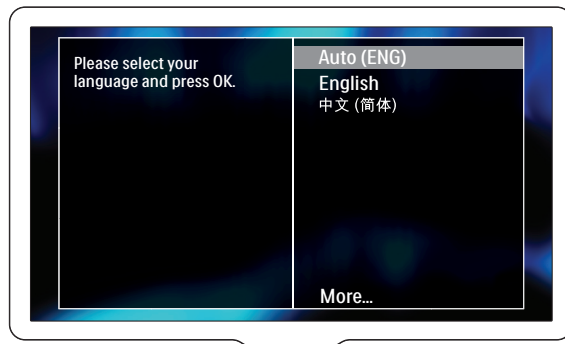 Please select your
language and press OK.
Auto (ENG)
English
中文 (简体)
More...